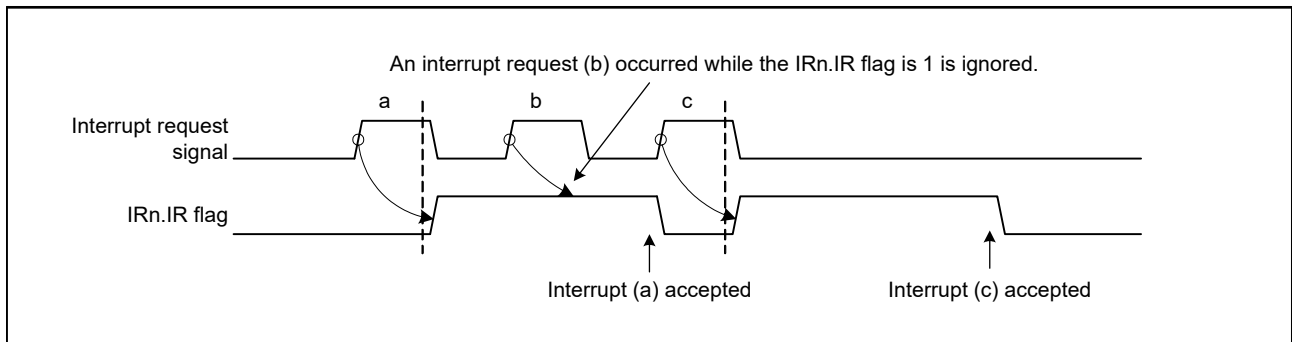 An interrupt request (b) occurred while the IRn.IR flag is 1 is ignored.
a b c
Interrupt request
signal
IRn.IR flag
Interrupt (a) accepted Interrupt (c) accepted